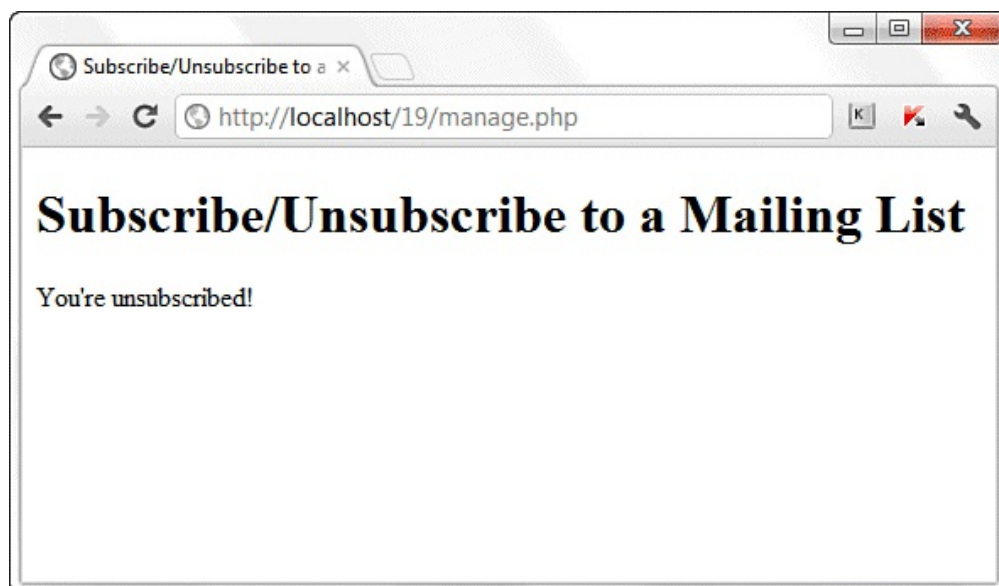 Subscribe/Unsubscribe to a
http://localhost/19/manage.php
K
Subscribe/Unsubscribe to a Mailing List
You're unsubscribed!